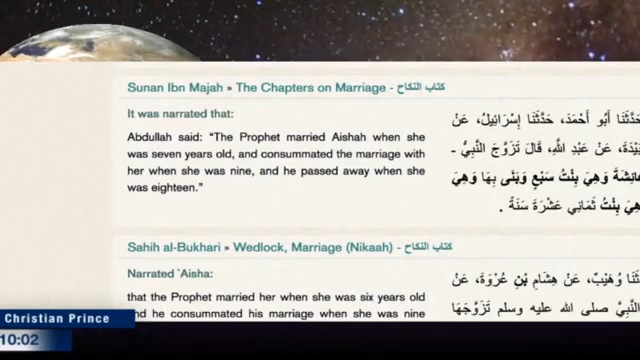 Sunan Ibn Majah » The Chapters on Marriage - كتاب النكاح
It was narrated that:
Abdullah said: “The Prophet married Aishah when she
was seven years old, and consummated the marriage with
her when she was nine, and he passed away when she
was eighteen.”
حَدَّثَنَا أَبُو أَحْمَدَ، حَدَّثَنَا إِسْرَائِيلُ، عَنْ
عَنْ عَبْدِ اللَّهِ، قَالَ تَزَوَّجَ النَّبِيُّ ـ
عَائِشَةَ وَهِيَ بِنْتُ سَبْعٍ وَبَنَى بِهَا وَهِيَ
هِيَ بِنْتُ ثَمَانِي عَشْرَةَ سَنَةً .
Sahih al-Bukhari » Wedlock, Marriage (Nikaah) - كتاب النكاح
Narrated `Aisha:
that the Prophet married her when she was six years old
and he consummated his marriage when she was nine
وُهَيْبٌ، عَنْ هِشَامِ بْنِ عُرْوَةَ، عَنْ
النَّبِيَّ صلى الله عليه وسلم تَزَوَّجَهَا
Christian Prince
10:02